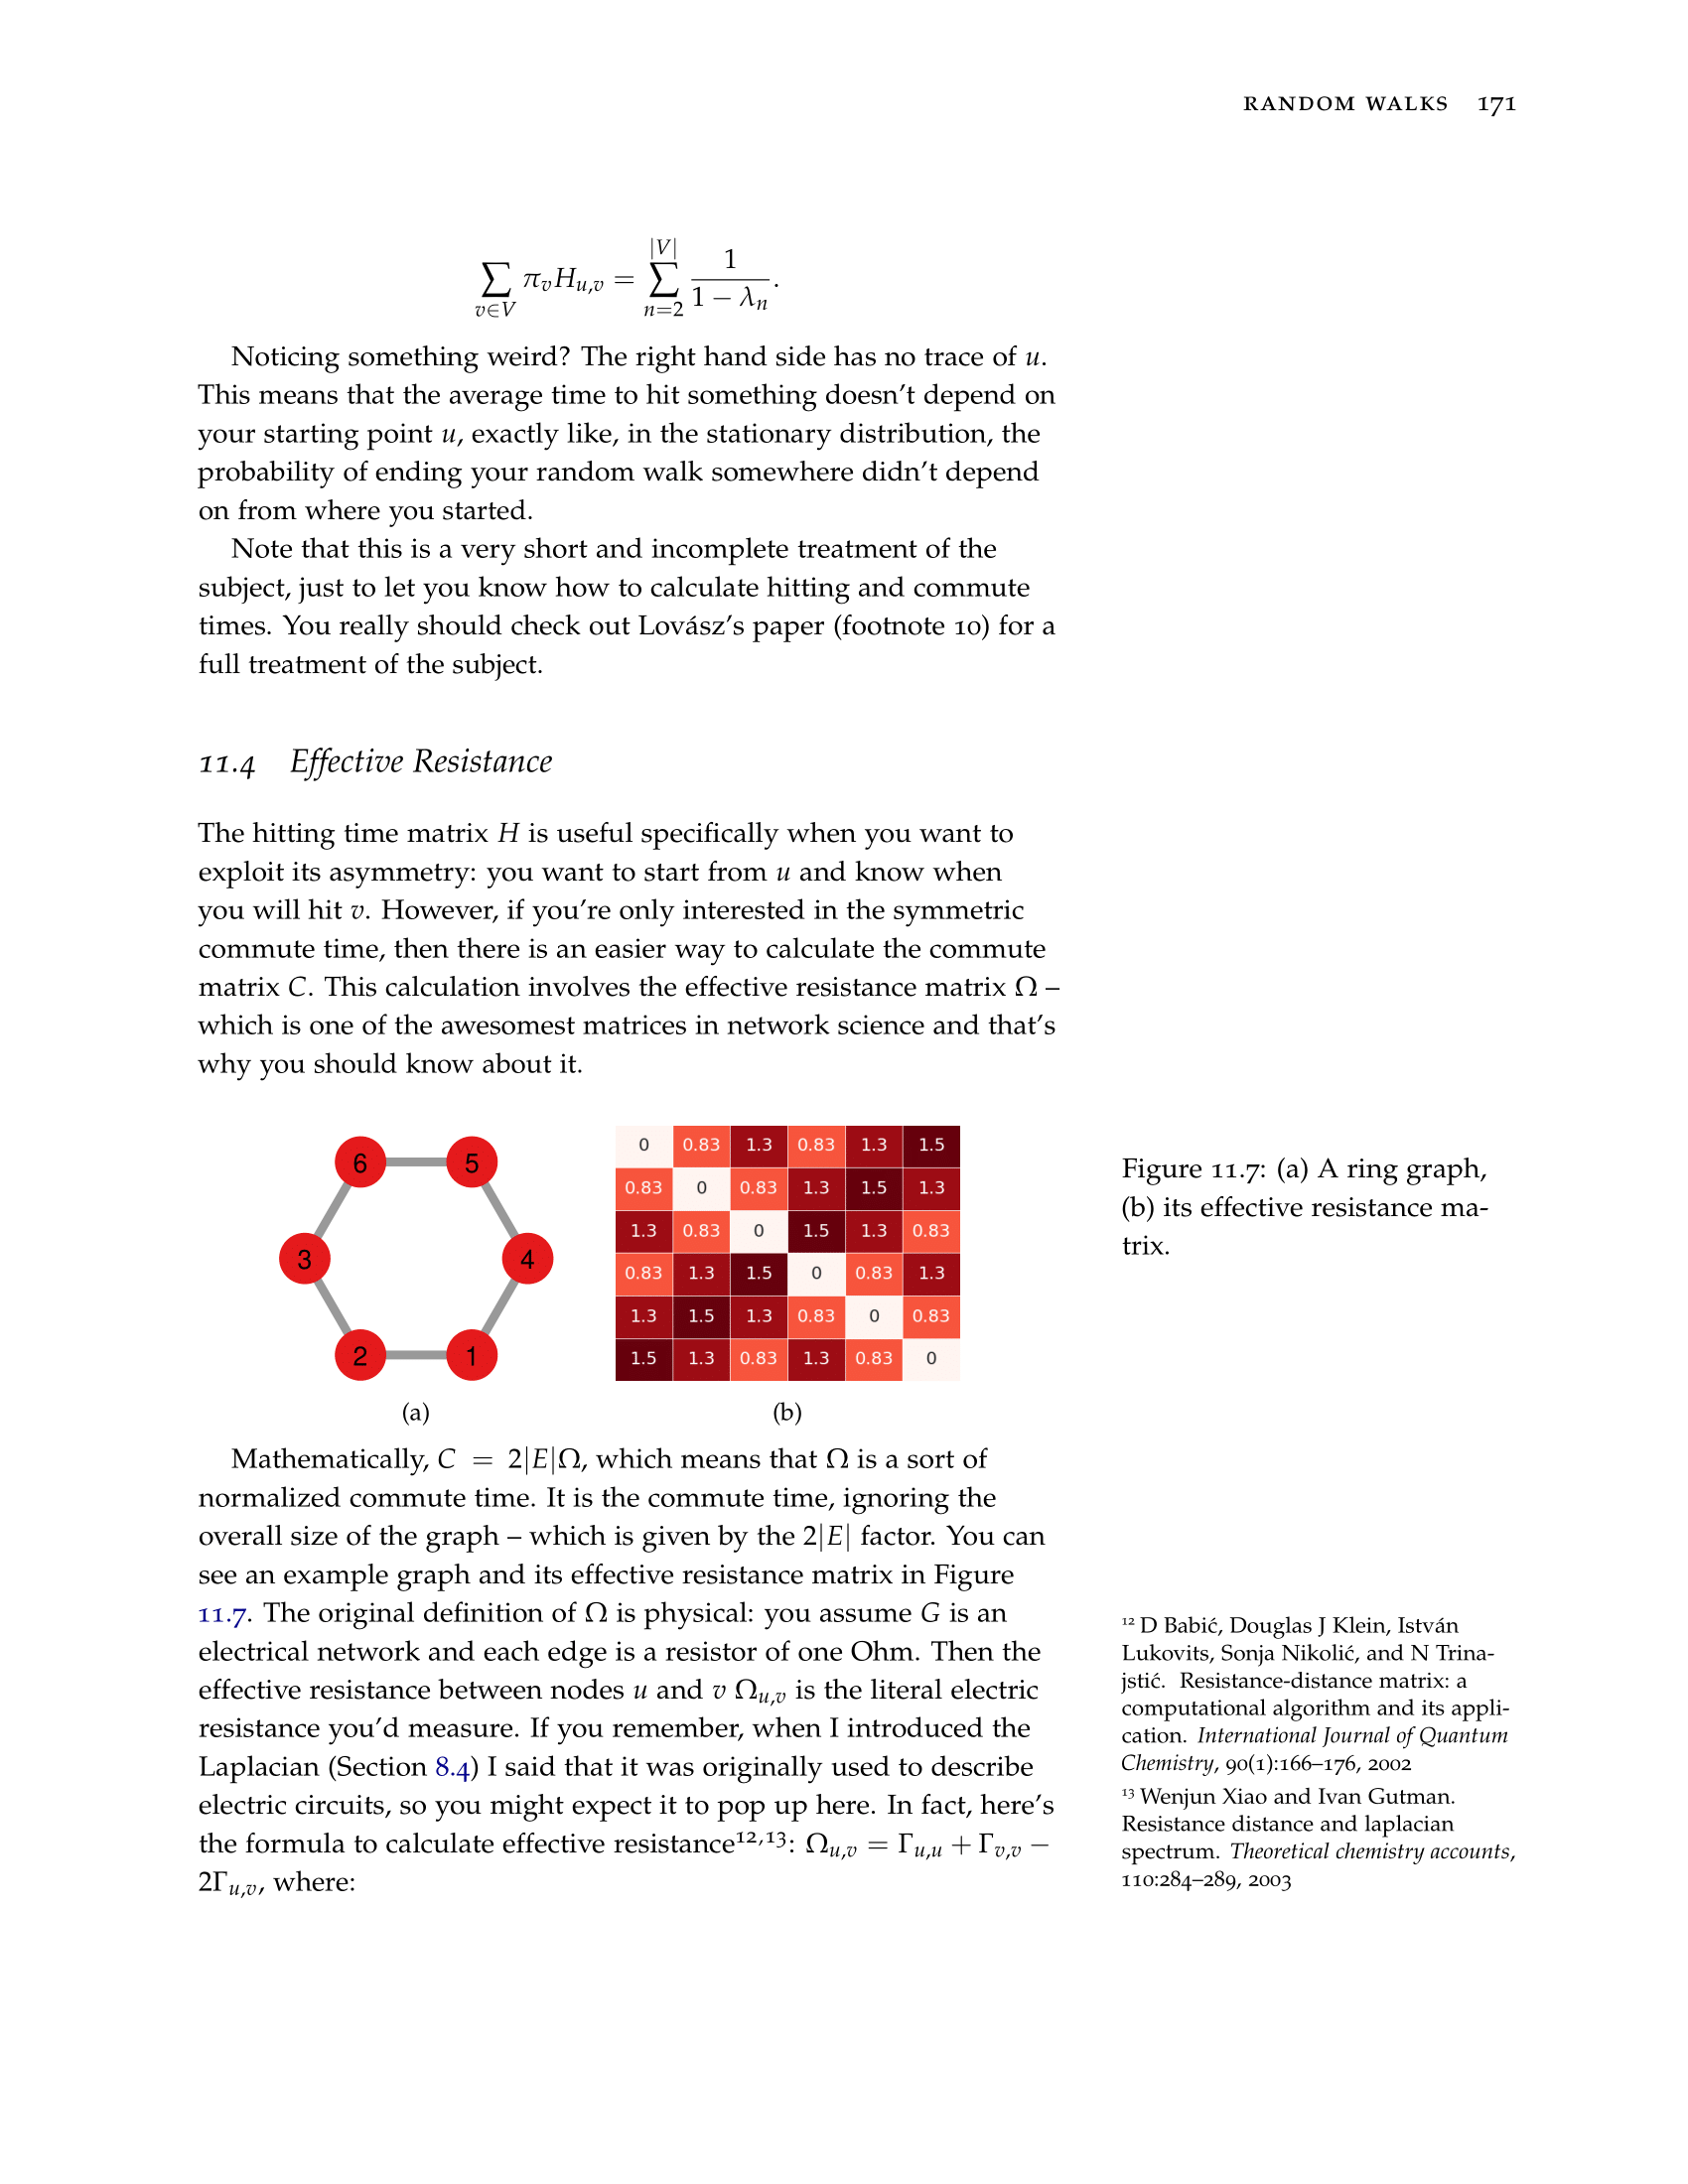 RANDOM WALKS 171
|V|
∑ π_v H_{u,v} = ∑ 1 / (1 − λ_n).
v∈V n=2
Noticing something weird? The right hand side has no trace of u.
This means that the average time to hit something doesn't depend on
your starting point u, exactly like, in the stationary distribution, the
probability of ending your random walk somewhere didn't depend
on from where you started.
Note that this is a very short and incomplete treatment of the
subject, just to let you know how to calculate hitting and commute
times. You really should check out Lovász's paper (footnote 10) for a
full treatment of the subject.
11.4 Effective Resistance
The hitting time matrix H is useful specifically when you want to
exploit its asymmetry: you want to start from u and know when
you will hit v. However, if you're only interested in the symmetric
commute time, then there is an easier way to calculate the commute
matrix C. This calculation involves the effective resistance matrix Ω –
which is one of the awesomest matrices in network science and that's
why you should know about it.
6 5
3 4
2 1
(a)
0 0.83 1.3 0.83 1.3 1.5
0.83 0 0.83 1.3 1.5 1.3
1.3 0.83 0 1.5 1.3 0.83
0.83 1.3 1.5 0 0.83 1.3
1.3 1.5 1.3 0.83 0 0.83
1.5 1.3 0.83 1.3 0.83 0
(b)
Figure 11.7: (a) A ring graph,
(b) its effective resistance ma-
trix.
Mathematically, C = 2|E|Ω, which means that Ω is a sort of
normalized commute time. It is the commute time, ignoring the
overall size of the graph – which is given by the 2|E| factor. You can
see an example graph and its effective resistance matrix in Figure
11.7. The original definition of Ω is physical: you assume G is an
electrical network and each edge is a resistor of one Ohm. Then the
effective resistance between nodes u and v Ω_{u,v} is the literal electric
resistance you'd measure. If you remember, when I introduced the
Laplacian (Section 8.4) I said that it was originally used to describe
electric circuits, so you might expect it to pop up here. In fact, here's
the formula to calculate effective resistance12,13: Ω_{u,v} = Γ_{u,u} + Γ_{v,v} −
2Γ_{u,v}, where:
12 D Babić, Douglas J Klein, István
Lukovits, Sonja Nikolić, and N Trina-
jstić. Resistance-distance matrix: a
computational algorithm and its appli-
cation. International Journal of Quantum
Chemistry, 90(1):166–176, 2002
13 Wenjun Xiao and Ivan Gutman.
Resistance distance and laplacian
spectrum. Theoretical chemistry accounts,
110:284–289, 2003